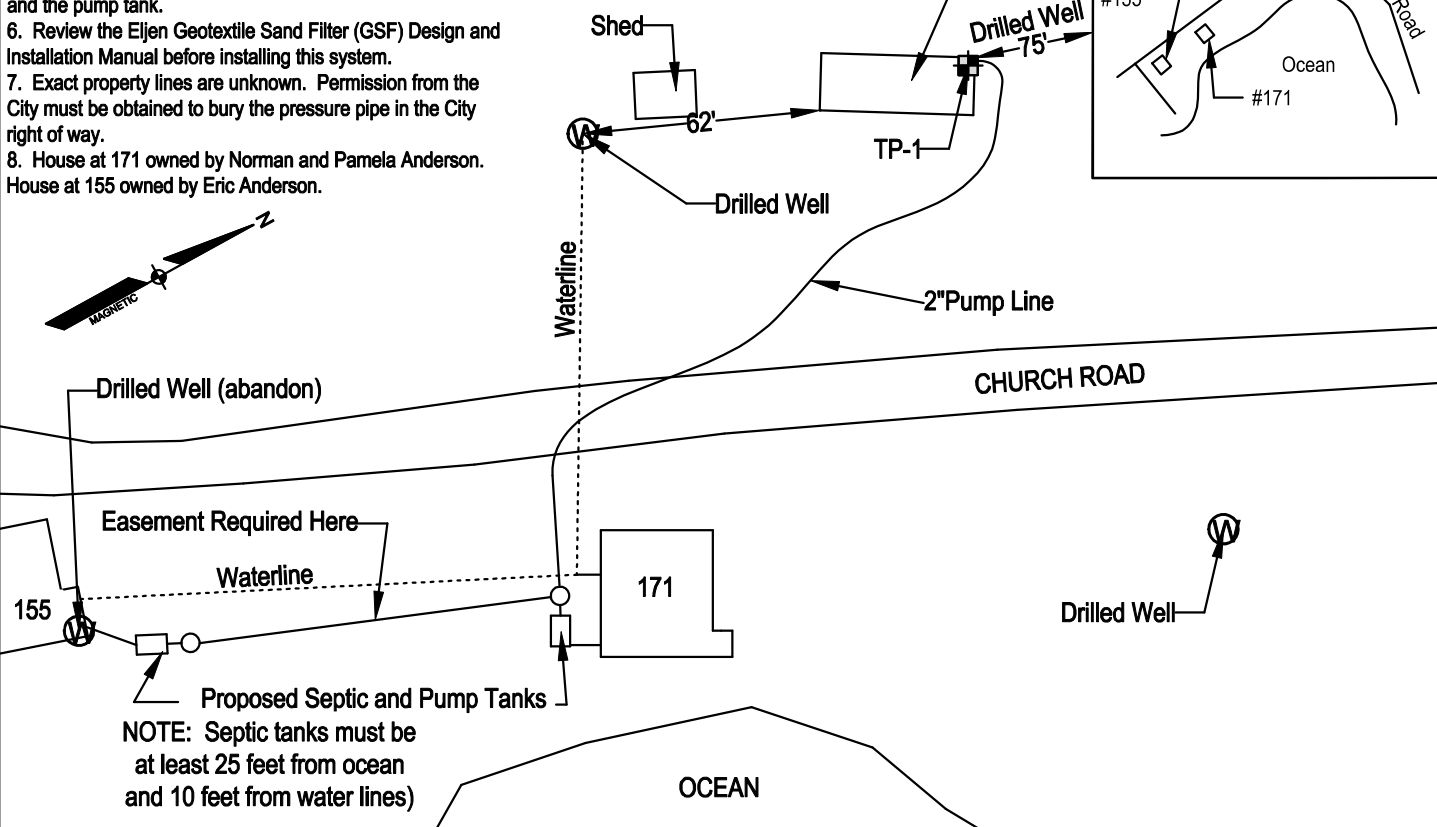 and the pump tank.
6. Review the Eljen Geotextile Sand Filter (GSF) Design and
Installation Manual before installing this system.
7. Exact property lines are unknown. Permission from the
City must be obtained to bury the pressure pipe in the City
right of way.
8. House at 171 owned by Norman and Pamela Anderson.
House at 155 owned by Eric Anderson.
Shed
62'
W
Drilled Well
TP-1
Drilled Well
75'
#155
Road
Ocean
#171
N
MAGNETIC
Waterline
2"Pump Line
CHURCH ROAD
Drilled Well (abandon)
Easement Required Here
Waterline
155
W
171
W
Drilled Well
Proposed Septic and Pump Tanks
NOTE: Septic tanks must be
at least 25 feet from ocean
and 10 feet from water lines)
OCEAN